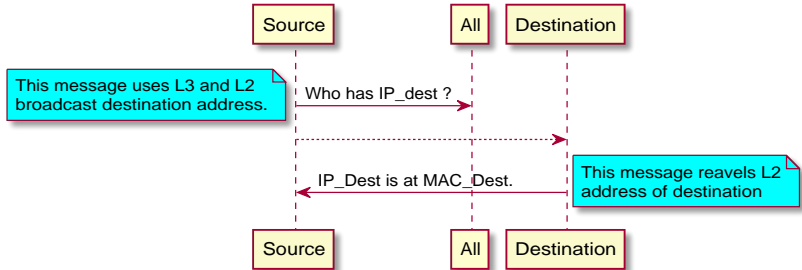 Source
All
Destination
This message uses L3 and L2
broadcast destination address.
Who has IP_dest ?
This message reavels L2
address of destination
IP_Dest is at MAC_Dest.
Source
All
Destination